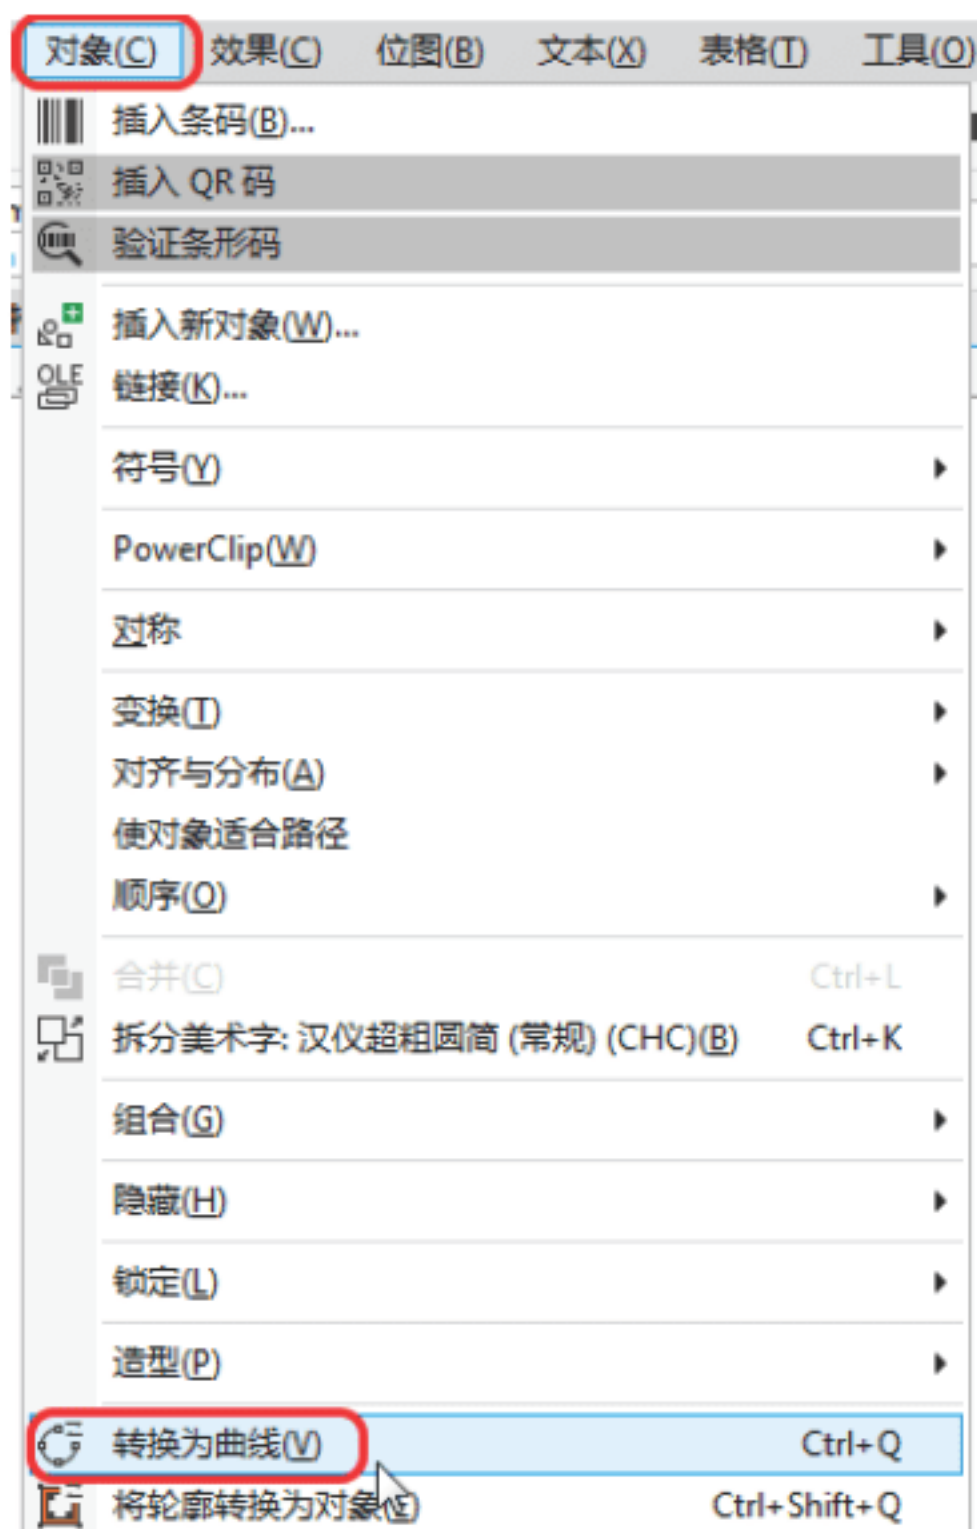 对象(C) 效果(C) 位图(B) 文本(X) 表格(T) 工具(O)
插入条码(B)...
插入 QR 码
验证条形码
插入新对象(W)...
OLE 链接(K)...
符号(Y)
PowerClip(W)
对称
变换(T)
对齐与分布(A)
使对象适合路径
顺序(O)
合并(C) Ctrl+L
拆分美术字: 汉仪超粗圆简 (常规) (CHC)(B) Ctrl+K
组合(G)
隐藏(H)
锁定(L)
造型(P)
转换为曲线(V) Ctrl+Q
将轮廓转换为对象(E) Ctrl+Shift+Q